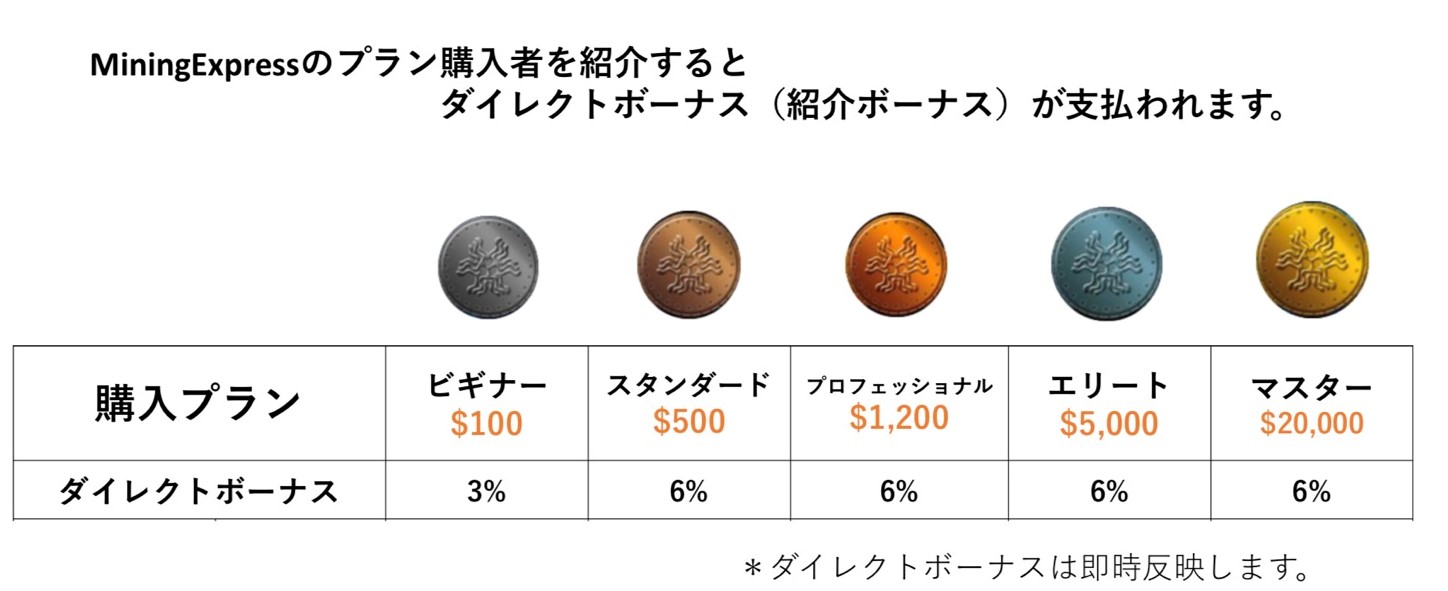 MiningExpressのプラン購入者を紹介すると
ダイレクトボーナス（紹介ボーナス）が支払われます。
購入プラン ビギナー スタンダード プロフェッショナル エリート マスター
$100 $500 $1,200 $5,000 $20,000
ダイレクトボーナス 3% 6% 6% 6% 6%
＊ダイレクトボーナスは即時反映します。